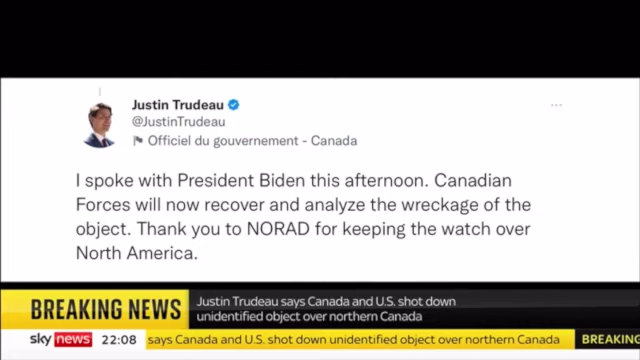 Justin Trudeau
@JustinTrudeau
Officiel du gouvernement - Canada
I spoke with President Biden this afternoon. Canadian
Forces will now recover and analyze the wreckage of the
object. Thank you to NORAD for keeping the watch over
North America.
BREAKING NEWS
Justin Trudeau says Canada and U.S. shot down
unidentified object over northern Canada
sky news 22:08 says Canada and U.S. shot down unidentified object over northern Canada BREAKING